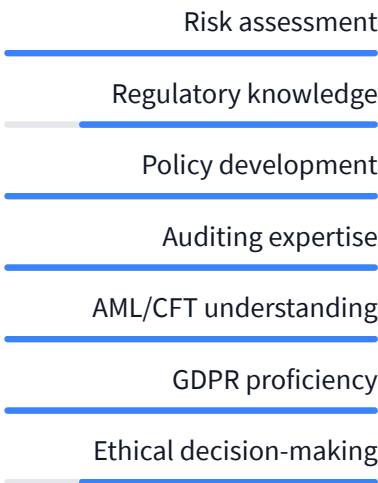 Risk assessment
Regulatory knowledge
Policy development
Auditing expertise
AML/CFT understanding
GDPR proficiency
Ethical decision-making